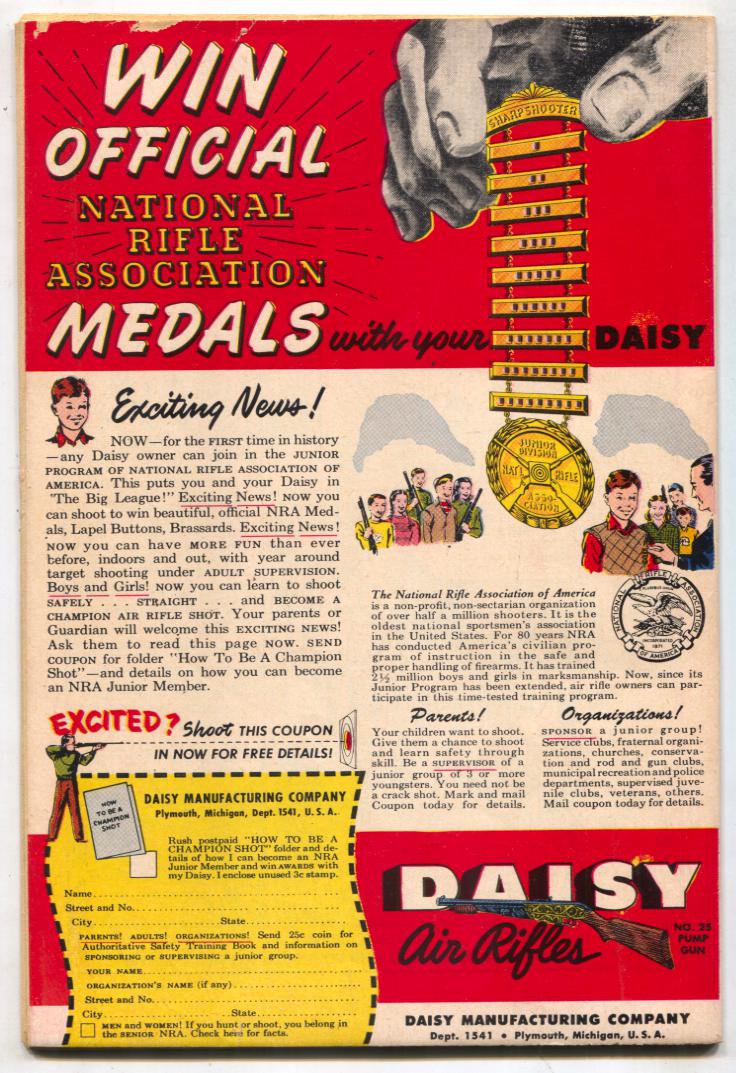 WIN
OFFICIAL
NATIONAL
RIFLE
ASSOCIATION
MEDALS with your DAISY
SHARPSHOOTER
JUNIOR
DIVISION
NAT'L RIFLE
ASSO-
CIATION
Exciting News!
NOW—for the FIRST time in history
—any Daisy owner can join in the JUNIOR
PROGRAM OF NATIONAL RIFLE ASSOCIATION OF
AMERICA. This puts you and your Daisy in
"The Big League!" Exciting News! NOW you
can shoot to win beautiful, official NRA Med-
als, Lapel Buttons, Brassards. Exciting News!
NOW you can have MORE FUN than ever
before, indoors and out, with year around
target shooting under ADULT SUPERVISION.
Boys and Girls! NOW you can learn to shoot
SAFELY . . . STRAIGHT . . . and BECOME A
CHAMPION AIR RIFLE SHOT. Your parents or
Guardian will welcome this EXCITING NEWS!
Ask them to read this page NOW. SEND
COUPON for folder "How To Be A Champion
Shot"—and details on how you can become
an NRA Junior Member.
The National Rifle Association of America
is a non-profit, non-sectarian organization
of over half a million shooters. It is the
oldest national sportsmen's association
in the United States. For 80 years NRA
has conducted America's civilian pro-
gram of instruction in the safe and
proper handling of firearms. It has trained
2½ million boys and girls in marksmanship. Now, since its
Junior Program has been extended, air rifle owners can par-
ticipate in this time-tested training program.
NATIONAL RIFLE ASSOCIATION
INCORPORATED
1871
OF AMERICA
Parents!
Your children want to shoot.
Give them a chance to shoot
and learn safety through
skill. Be a SUPERVISOR of a
junior group of 3 or more
youngsters. You need not be
a crack shot. Mark and mail
Coupon today for details.
Organizations!
SPONSOR a junior group!
Service clubs, fraternal organi-
zations, churches, conserva-
tion and rod and gun clubs,
municipal recreation and police
departments, supervised juve-
nile clubs, veterans, others.
Mail coupon today for details.
EXCITED? Shoot THIS COUPON
IN NOW FOR FREE DETAILS!
HOW
TO BE A
CHAMPION
SHOT
DAISY MANUFACTURING COMPANY
Plymouth, Michigan, Dept. 1541, U. S. A.
Rush postpaid "HOW TO BE A
CHAMPION SHOT" folder and de-
tails of how I can become an NRA
Junior Member and win AWARDS with
my Daisy. I enclose unused 3c stamp.
Name
Street and No.
City State
PARENTS! ADULTS! ORGANIZATIONS! Send 25c coin for
Authoritative Safety Training Book and information on
SPONSORING or SUPERVISING a junior group.
YOUR NAME
ORGANIZATION'S NAME (if any)
Street and No.
City State
MEN and WOMEN! If you hunt or shoot, you belong in
the SENIOR NRA. Check here for facts.
DAISY
Air Rifles
NO. 25
PUMP
GUN
DAISY MANUFACTURING COMPANY
Dept. 1541 • Plymouth, Michigan, U. S. A.